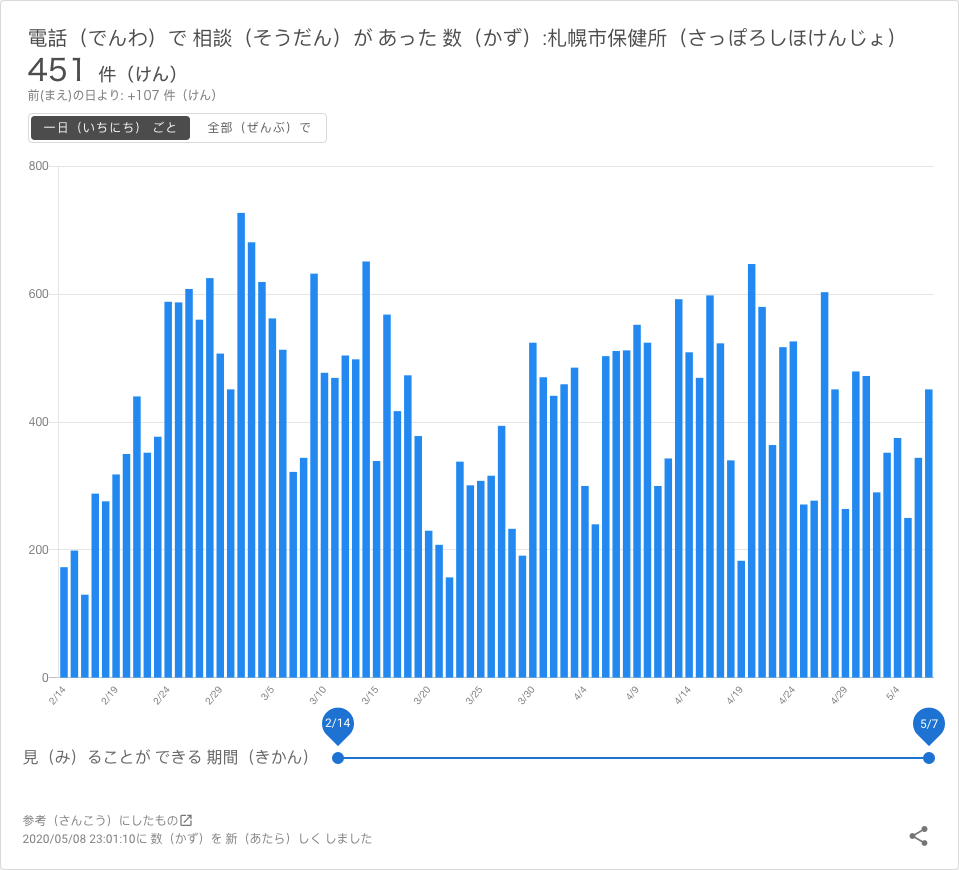 電話（でんわ）で 相談（そうだん）が あった 数（かず）:札幌市保健所（さっぽろしほけんじょ）
451 件（けん）
前(まえ)の日より: +107 件（けん）
一日（いちにち） ごと 全部（ぜんぶ）で
800
600
400
200
0
2/14 2/19 2/24 2/29 3/5 3/10 3/15 3/20 3/25 3/30 4/4 4/9 4/14 4/19 4/24 4/29 5/4
2/14 5/7
見（み）ることが できる 期間（きかん）
参考（さんこう）にしたもの
2020/05/08 23:01:10に 数（かず）を 新（あたら）しく しました